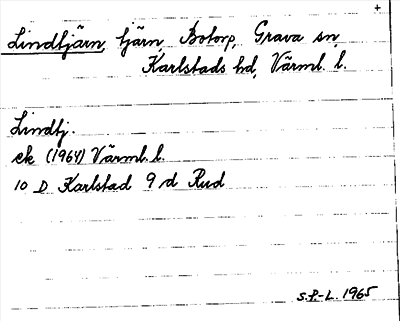 +
Lindtjärn, tjärn, Botorp, Grava sn,
Karlstads hd, Värml. l.
Lindtj.
ek (1964) Värml. l.
10 D Karlstad 9 d Rud
S.P.-L. 1965